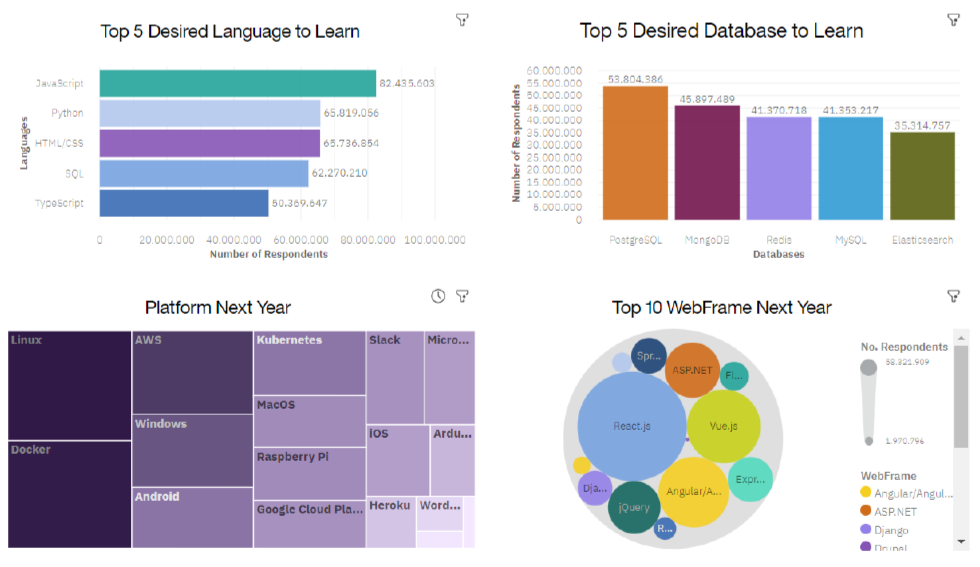 Top 5 Desired Language to Learn
Languages
JavaScript 82.435.603
Python 65.819.056
HTML/CSS 65.736.854
SQL 62.270.210
TypeScript 50.369.647
0 20.000.000 40.000.000 60.000.000 80.000.000 100.000.000
Number of Respondents
Top 5 Desired Database to Learn
Number of Respondents
60.000.000
55.000.000
50.000.000
45.000.000
40.000.000
35.000.000
30.000.000
25.000.000
20.000.000
15.000.000
10.000.000
5.000.000
0
53.804.386
45.897.489
41.370.718
41.353.217
35.314.757
PostgreSQL MongoDB Redis MySQL Elasticsearch
Databases
Platform Next Year
Linux
Docker
AWS
Windows
Android
Kubernetes
MacOS
Raspberry Pi
Google Cloud Pla...
Slack
Micro...
iOS
Ardu...
Heroku
Word...
Top 10 WebFrame Next Year
Spr...
ASP.NET
Fl...
React.js
Vue.js
Dja...
jQuery
Angular/A...
Expr...
R...
No. Respondents
58.321.909
1.970.796
WebFrame
Angular/Angul...
ASP.NET
Django
Drupal